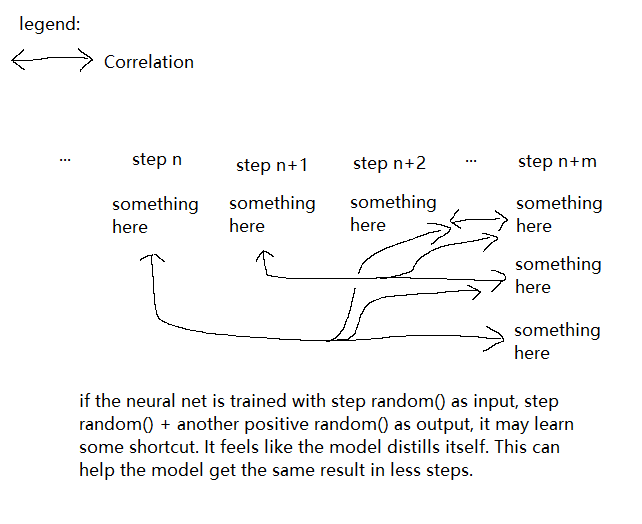 legend:
Correlation
... step n step n+1 step n+2 ... step n+m
something something something something
here here here here
something
here
something
here
if the neural net is trained with step random() as input, step
random() + another positive random() as output, it may learn
some shortcut. It feels like the model distills itself. This can
help the model get the same result in less steps.